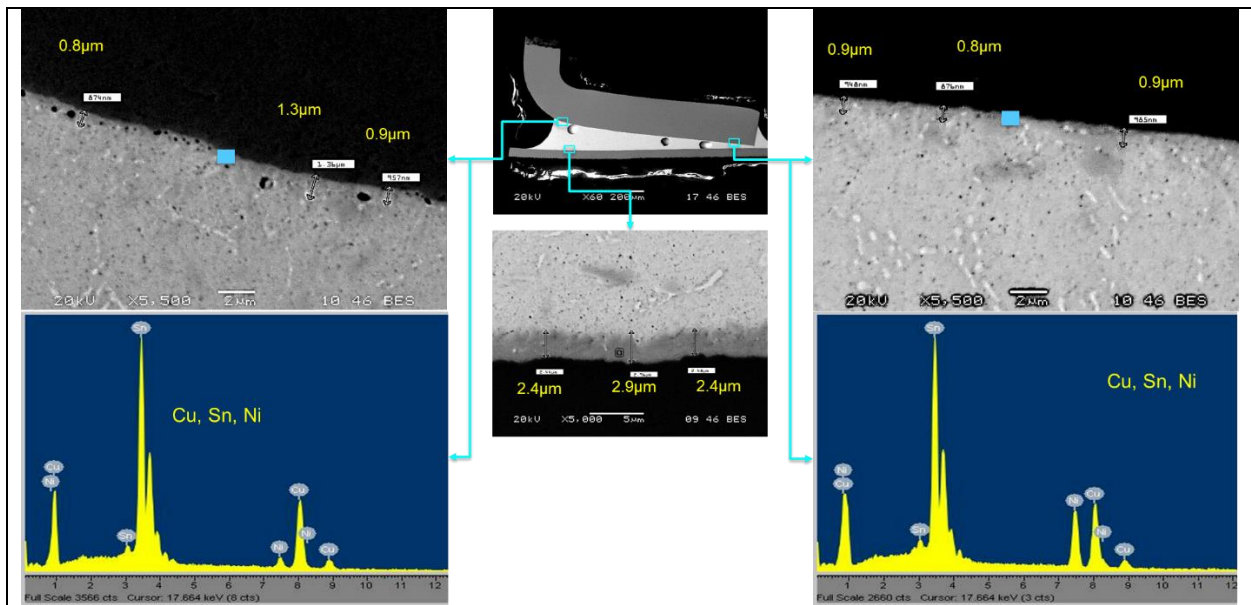 0.8µm
1.3µm
0.9µm
874nm
1.36µm
957nm
20kV X5,500 2µm 10 46 BES
20kV X60 200µm 17 46 BES
2.4µm 2.9µm 2.4µm
20kV X5,000 5µm 09 46 BES
0.9µm
0.8µm
0.9µm
948nm
876nm
965nm
20kV X5,500 2µm 10 46 BES
Sn
Cu, Sn, Ni
Cu
Ni
Cu
Sn
Ni
Ni
Cu
1 2 3 4 5 6 7 8 9 10 11 12
Full Scale 3566 cts Cursor: 17.664 keV (8 cts)
Sn
Cu, Sn, Ni
Ni
Cu
Ni
Cu
Ni
Sn
Cu
1 2 3 4 5 6 7 8 9 10 11 12
Full Scale 2660 cts Cursor: 17.664 keV (3 cts)